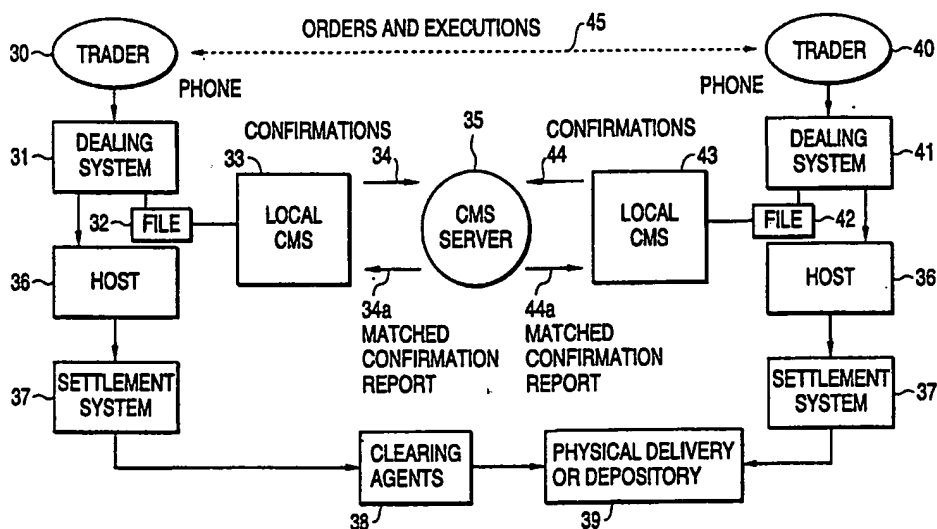 ORDERS AND EXECUTIONS
45
30
TRADER
TRADER
40
PHONE
PHONE
31
DEALING
SYSTEM
CONFIRMATIONS
34
35
CONFIRMATIONS
44
43
DEALING
SYSTEM
41
33
LOCAL
CMS
CMS
SERVER
LOCAL
CMS
32
FILE
FILE
42
36
HOST
HOST
36
34a
MATCHED
CONFIRMATION
REPORT
44a
MATCHED
CONFIRMATION
REPORT
37
SETTLEMENT
SYSTEM
SETTLEMENT
SYSTEM
37
CLEARING
AGENTS
38
PHYSICAL DELIVERY
OR DEPOSITORY
39